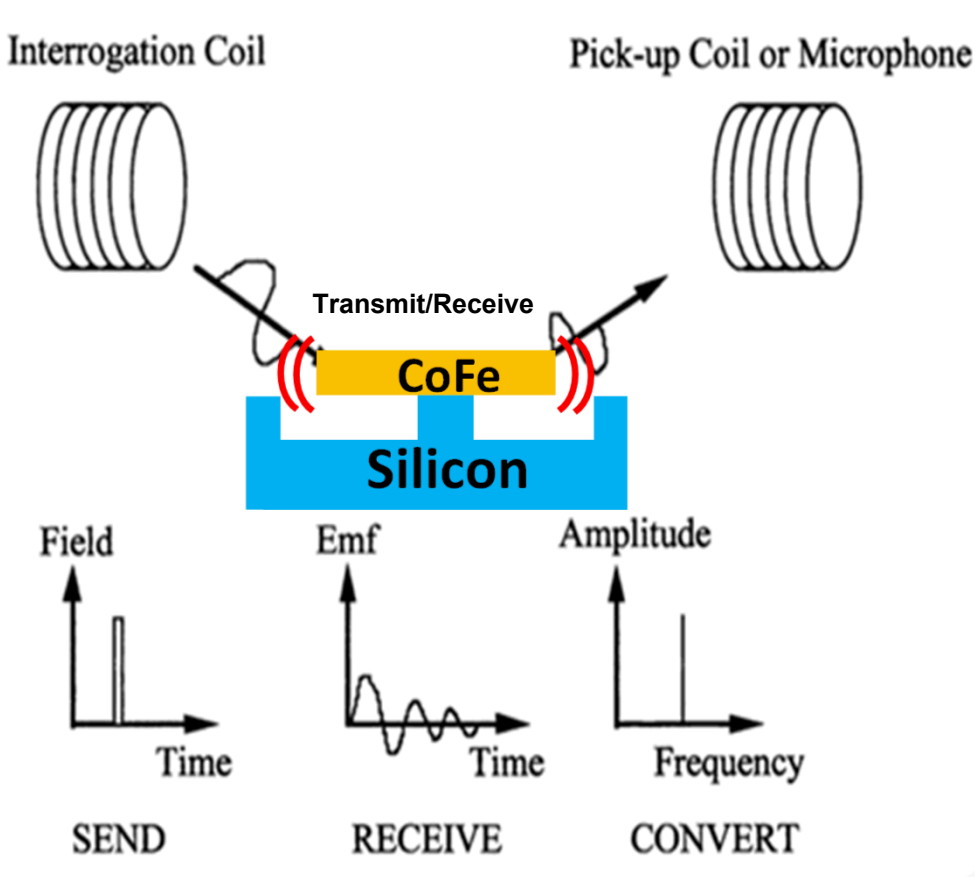 Interrogation Coil
Pick-up Coil or Microphone
Transmit/Receive
CoFe
Silicon
Field
Emf
Amplitude
Time
Time
Frequency
SEND
RECEIVE
CONVERT